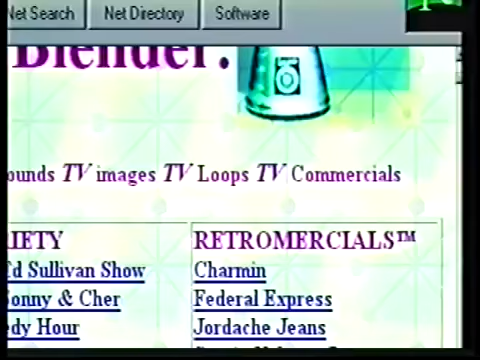 Net Search Net Directory Software
Blender.
ounds TV images TV Loops TV Commercials
RIETY RETROMERCIALS™
Ed Sullivan Show Charmin
Sonny & Cher Federal Express
edy Hour Jordache Jeans